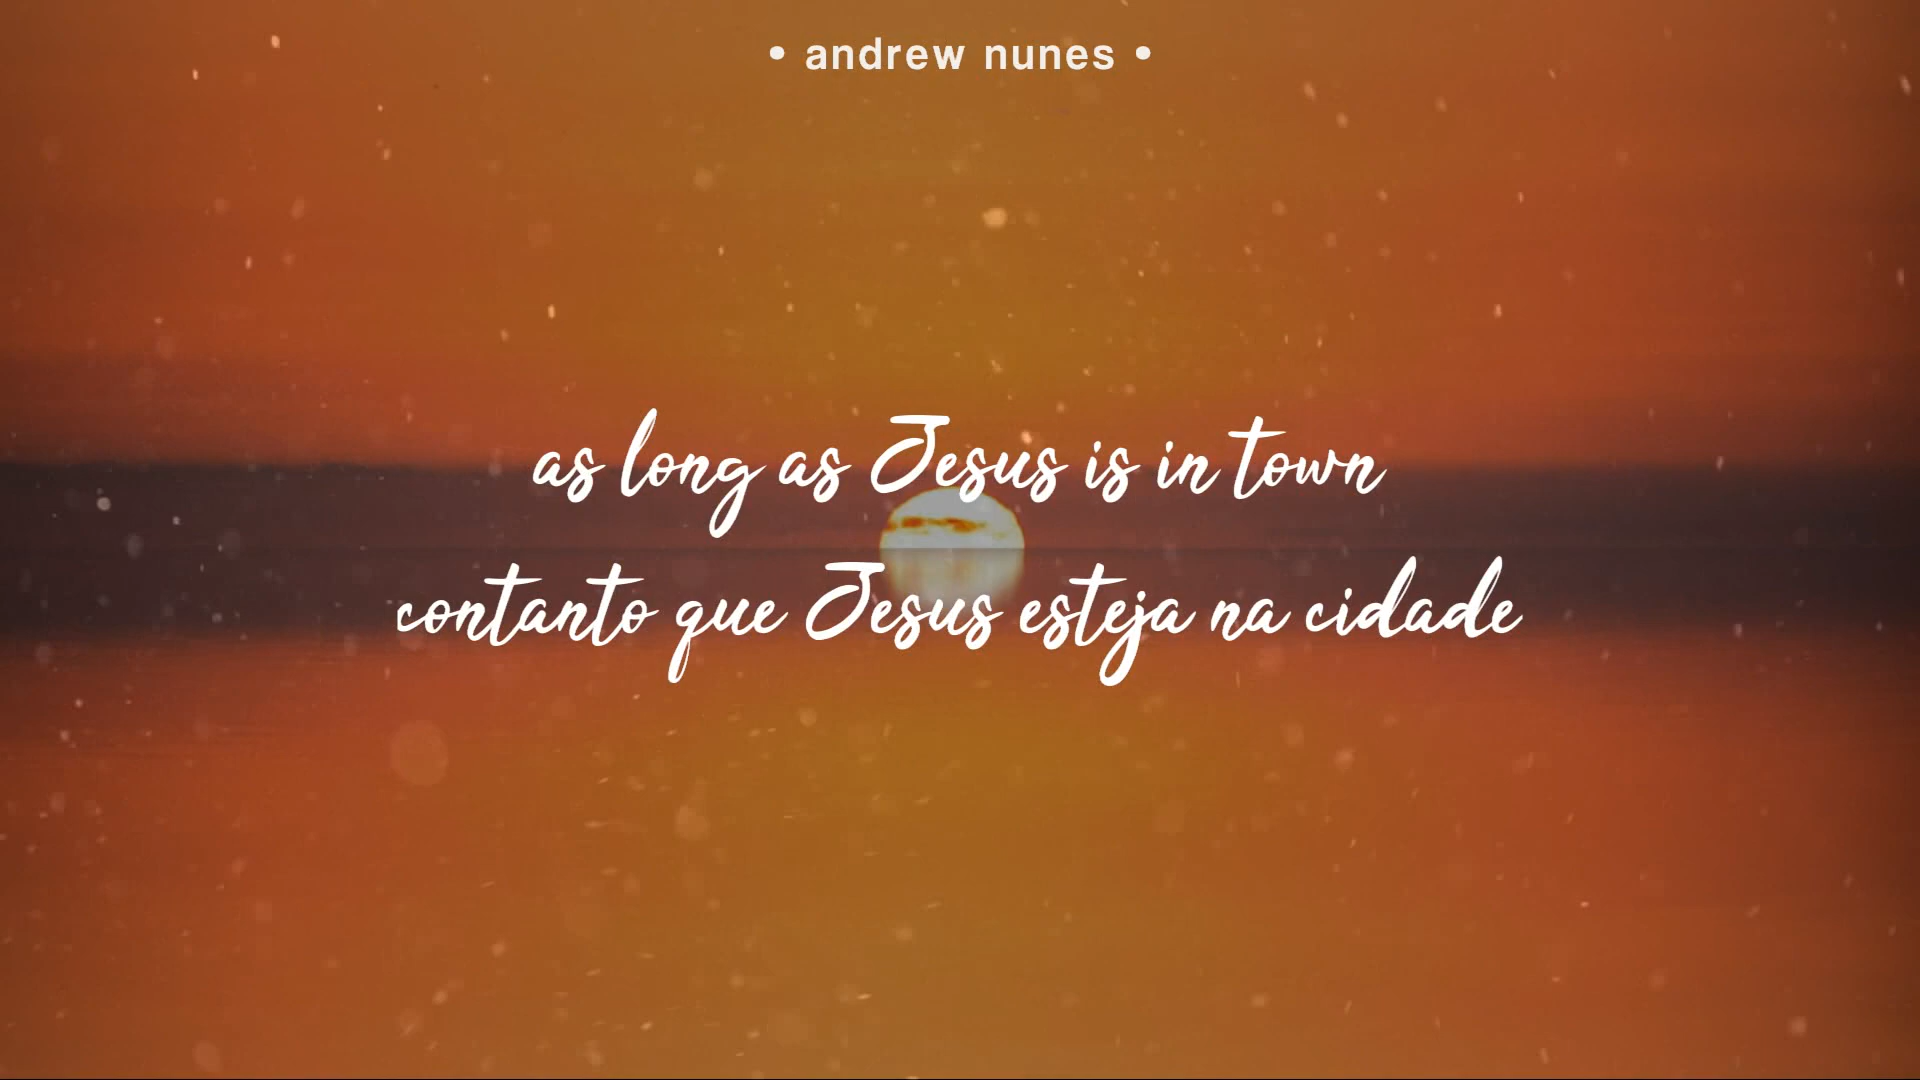 • andrew nunes •
as long as Jesus is in town
contanto que Jesus esteja na cidade